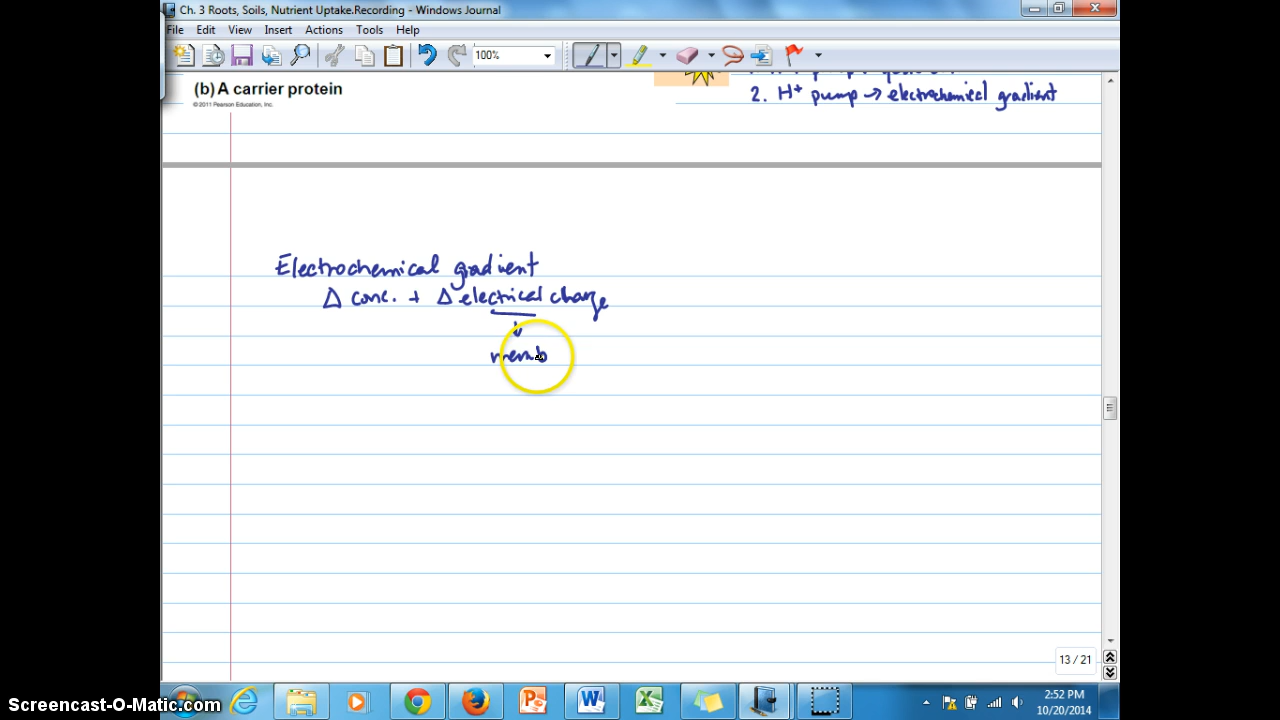 Ch. 3 Roots, Soils, Nutrient Uptake.Recording - Windows Journal
File Edit View Insert Actions Tools Help
100%
(b) A carrier protein
© 2011 Pearson Education, Inc.
2. H+ pump → electrochemical gradient
Electrochemical gradient
Δ conc. + Δ electrical charge
↓
memb
13 / 21
2:52 PM
10/20/2014
Screencast-O-Matic.com